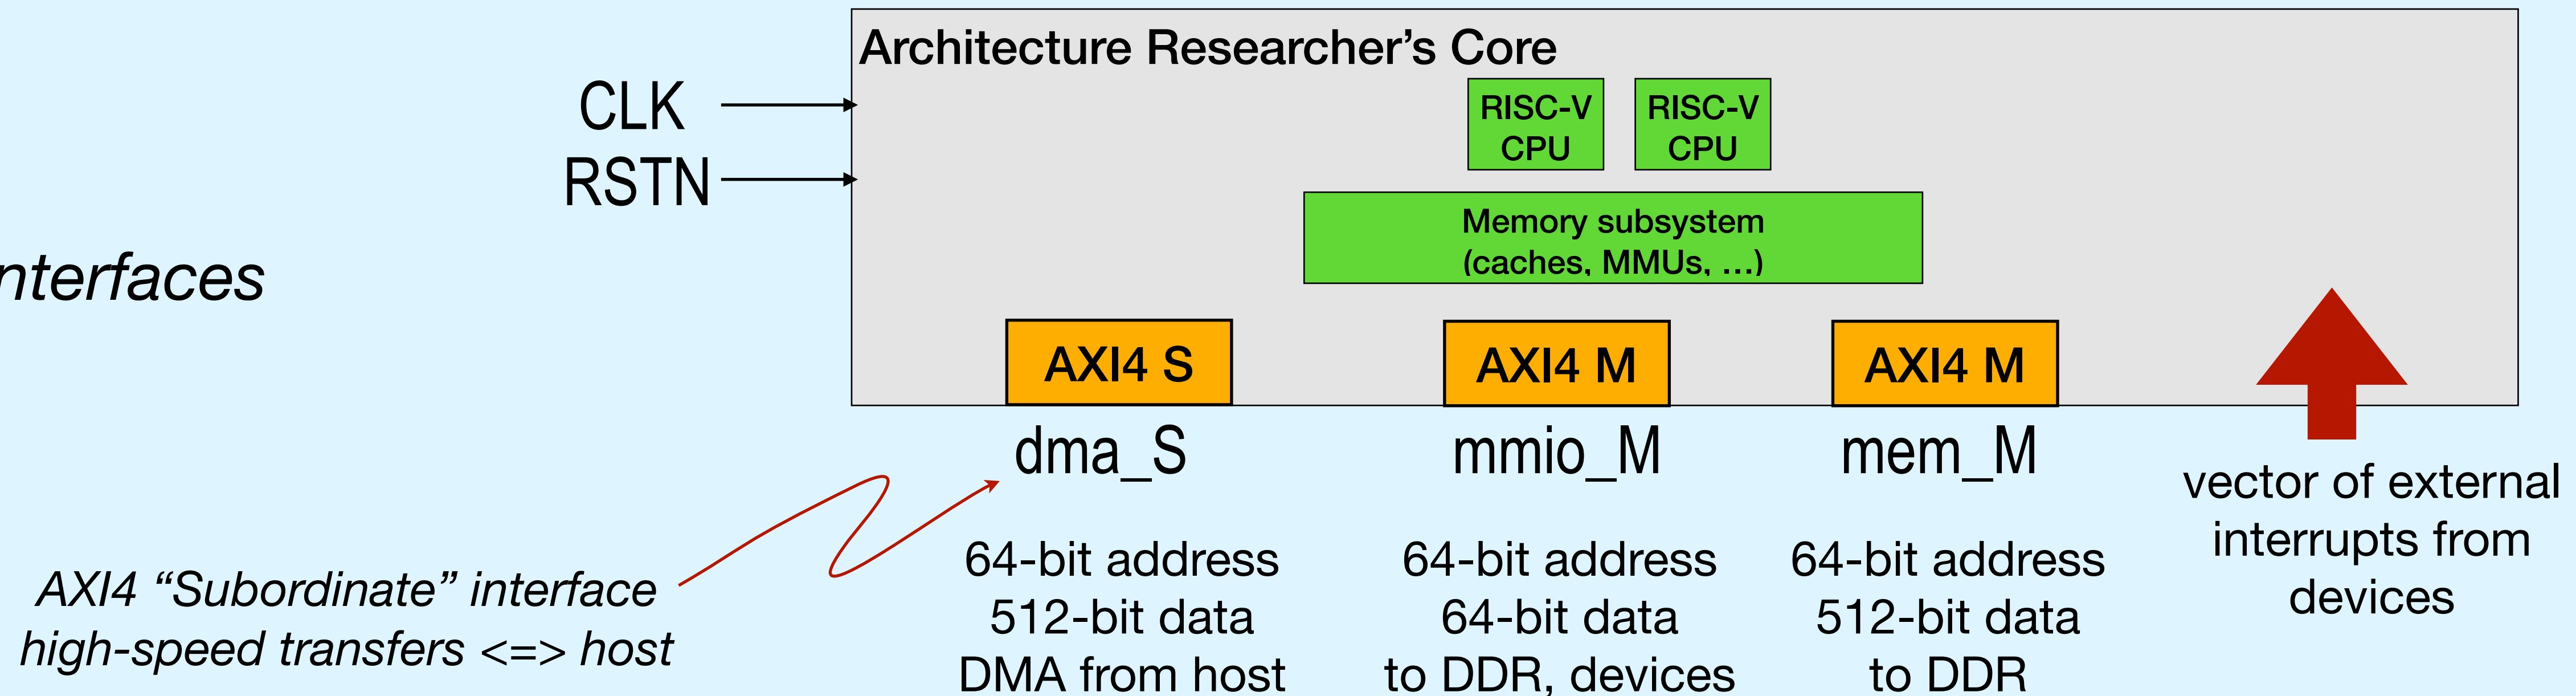 Architecture Researcher's Core
CLK
RSTN
RISC-V
CPU
RISC-V
CPU
Memory subsystem
(caches, MMUs, …)
AXI4 S
AXI4 M
AXI4 M
dma_S
mmio_M
mem_M
64-bit address
512-bit data
DMA from host
64-bit address
64-bit data
to DDR, devices
64-bit address
512-bit data
to DDR
vector of external
interrupts from
devices
AXI4 “Subordinate” interface
high-speed transfers <=> host